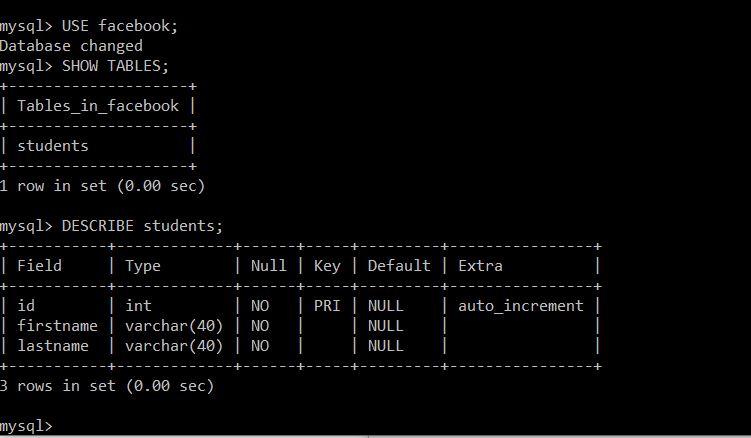 mysql> USE facebook;
Database changed
mysql> SHOW TABLES;
+--------------------+
| Tables_in_facebook |
+--------------------+
| students           |
+--------------------+
1 row in set (0.00 sec)
mysql> DESCRIBE students;
+-----------+-------------+------+-----+---------+----------------+
| Field     | Type        | Null | Key | Default | Extra          |
+-----------+-------------+------+-----+---------+----------------+
| id        | int         | NO   | PRI | NULL    | auto_increment |
| firstname | varchar(40) | NO   |     | NULL    |                |
| lastname  | varchar(40) | NO   |     | NULL    |                |
+-----------+-------------+------+-----+---------+----------------+
3 rows in set (0.00 sec)
mysql>